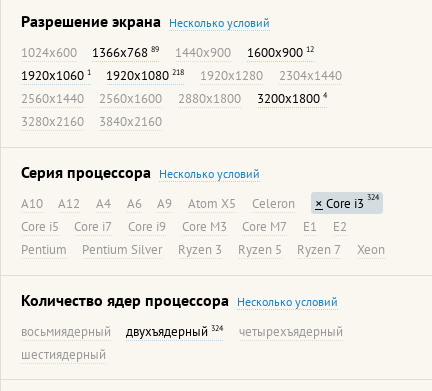 Разрешение экрана Несколько условий
1024x600 1366x768 89 1440x900 1600x900 12
1920x1060 1 1920x1080 218 1920x1280 2304x1440
2560x1440 2560x1600 2880x1800 3200x1800 4
3280x2160 3840x2160
Серия процессора Несколько условий
A10 A12 A4 A6 A9 Atom X5 Celeron × Core i3 324
Core i5 Core i7 Core i9 Core M3 Core M7 E1 E2
Pentium Pentium Silver Ryzen 3 Ryzen 5 Ryzen 7 Xeon
Количество ядер процессора Несколько условий
восьмиядерный двухъядерный 324 четырехъядерный
шестиядерный